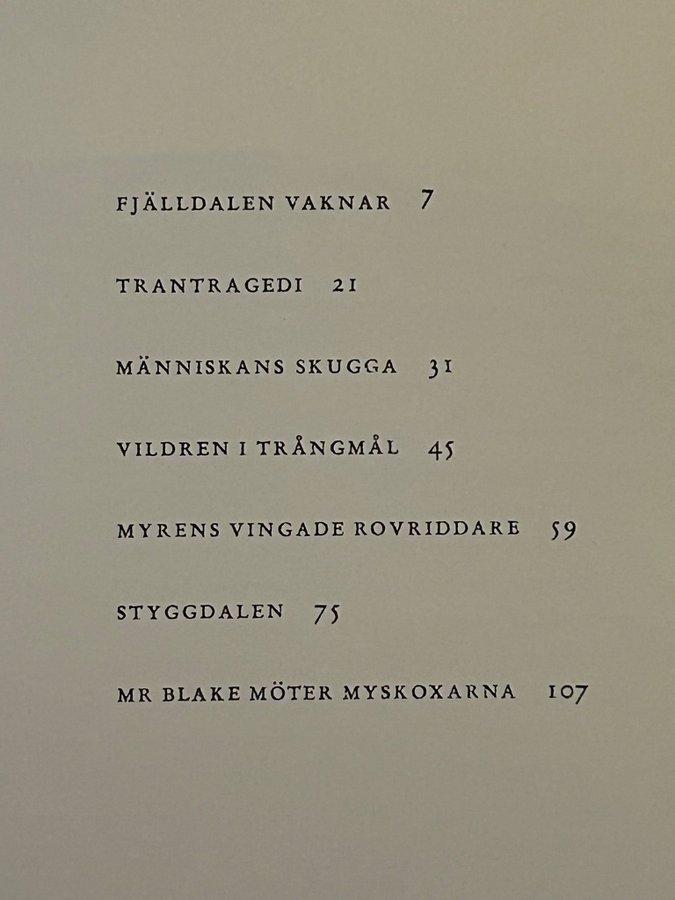 FJÄLLDALEN VAKNAR 7
TRANTRAGEDI 21
MÄNNISKANS SKUGGA 31
VILDREN I TRÅNGMÅL 45
MYRENS VINGADE ROVRIDDARE 59
STYGGDALEN 75
MR BLAKE MÖTER MYSKOXARNA 107